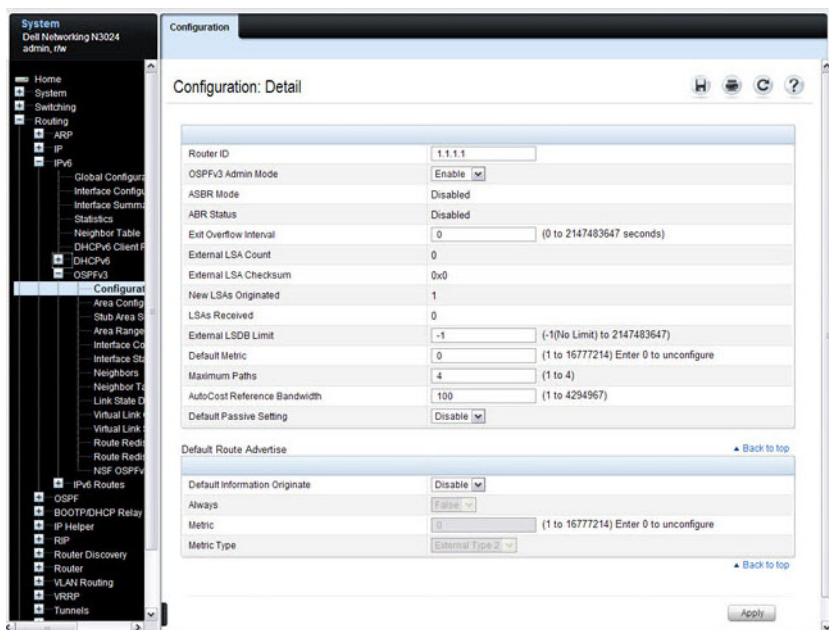 System
Dell Networking N3024
admin, r/w
Home
System
Switching
Routing
ARP
IP
IPv6
Global Configura
Interface Configu
Interface Summa
Statistics
Neighbor Table
DHCPv6 Client P
DHCPv6
OSPFv3
Configurat
Area Config
Stub Area S
Area Range
Interface Co
Interface Sta
Neighbors
Neighbor Ta
Link State D
Virtual Link
Virtual Link
Route Redis
Route Redis
NSF OSPFv
IPv6 Routes
OSPF
BOOTP/DHCP Relay
IP Helper
RIP
Router Discovery
Router
VLAN Routing
VRRP
Tunnels
Configuration
Configuration: Detail
Router ID 1.1.1.1
OSPFv3 Admin Mode Enable
ASBR Mode Disabled
ABR Status Disabled
Exit Overflow Interval 0 (0 to 2147483647 seconds)
External LSA Count 0
External LSA Checksum 0x0
New LSAs Originated 1
LSAs Received 0
External LSDB Limit -1 (-1(No Limit) to 2147483647)
Default Metric 0 (1 to 16777214) Enter 0 to unconfigure
Maximum Paths 4 (1 to 4)
AutoCost Reference Bandwidth 100 (1 to 4294967)
Default Passive Setting Disable
Default Route Advertise Back to top
Default Information Originate Disable
Always False
Metric 0 (1 to 16777214) Enter 0 to unconfigure
Metric Type External Type 2
Back to top
Apply